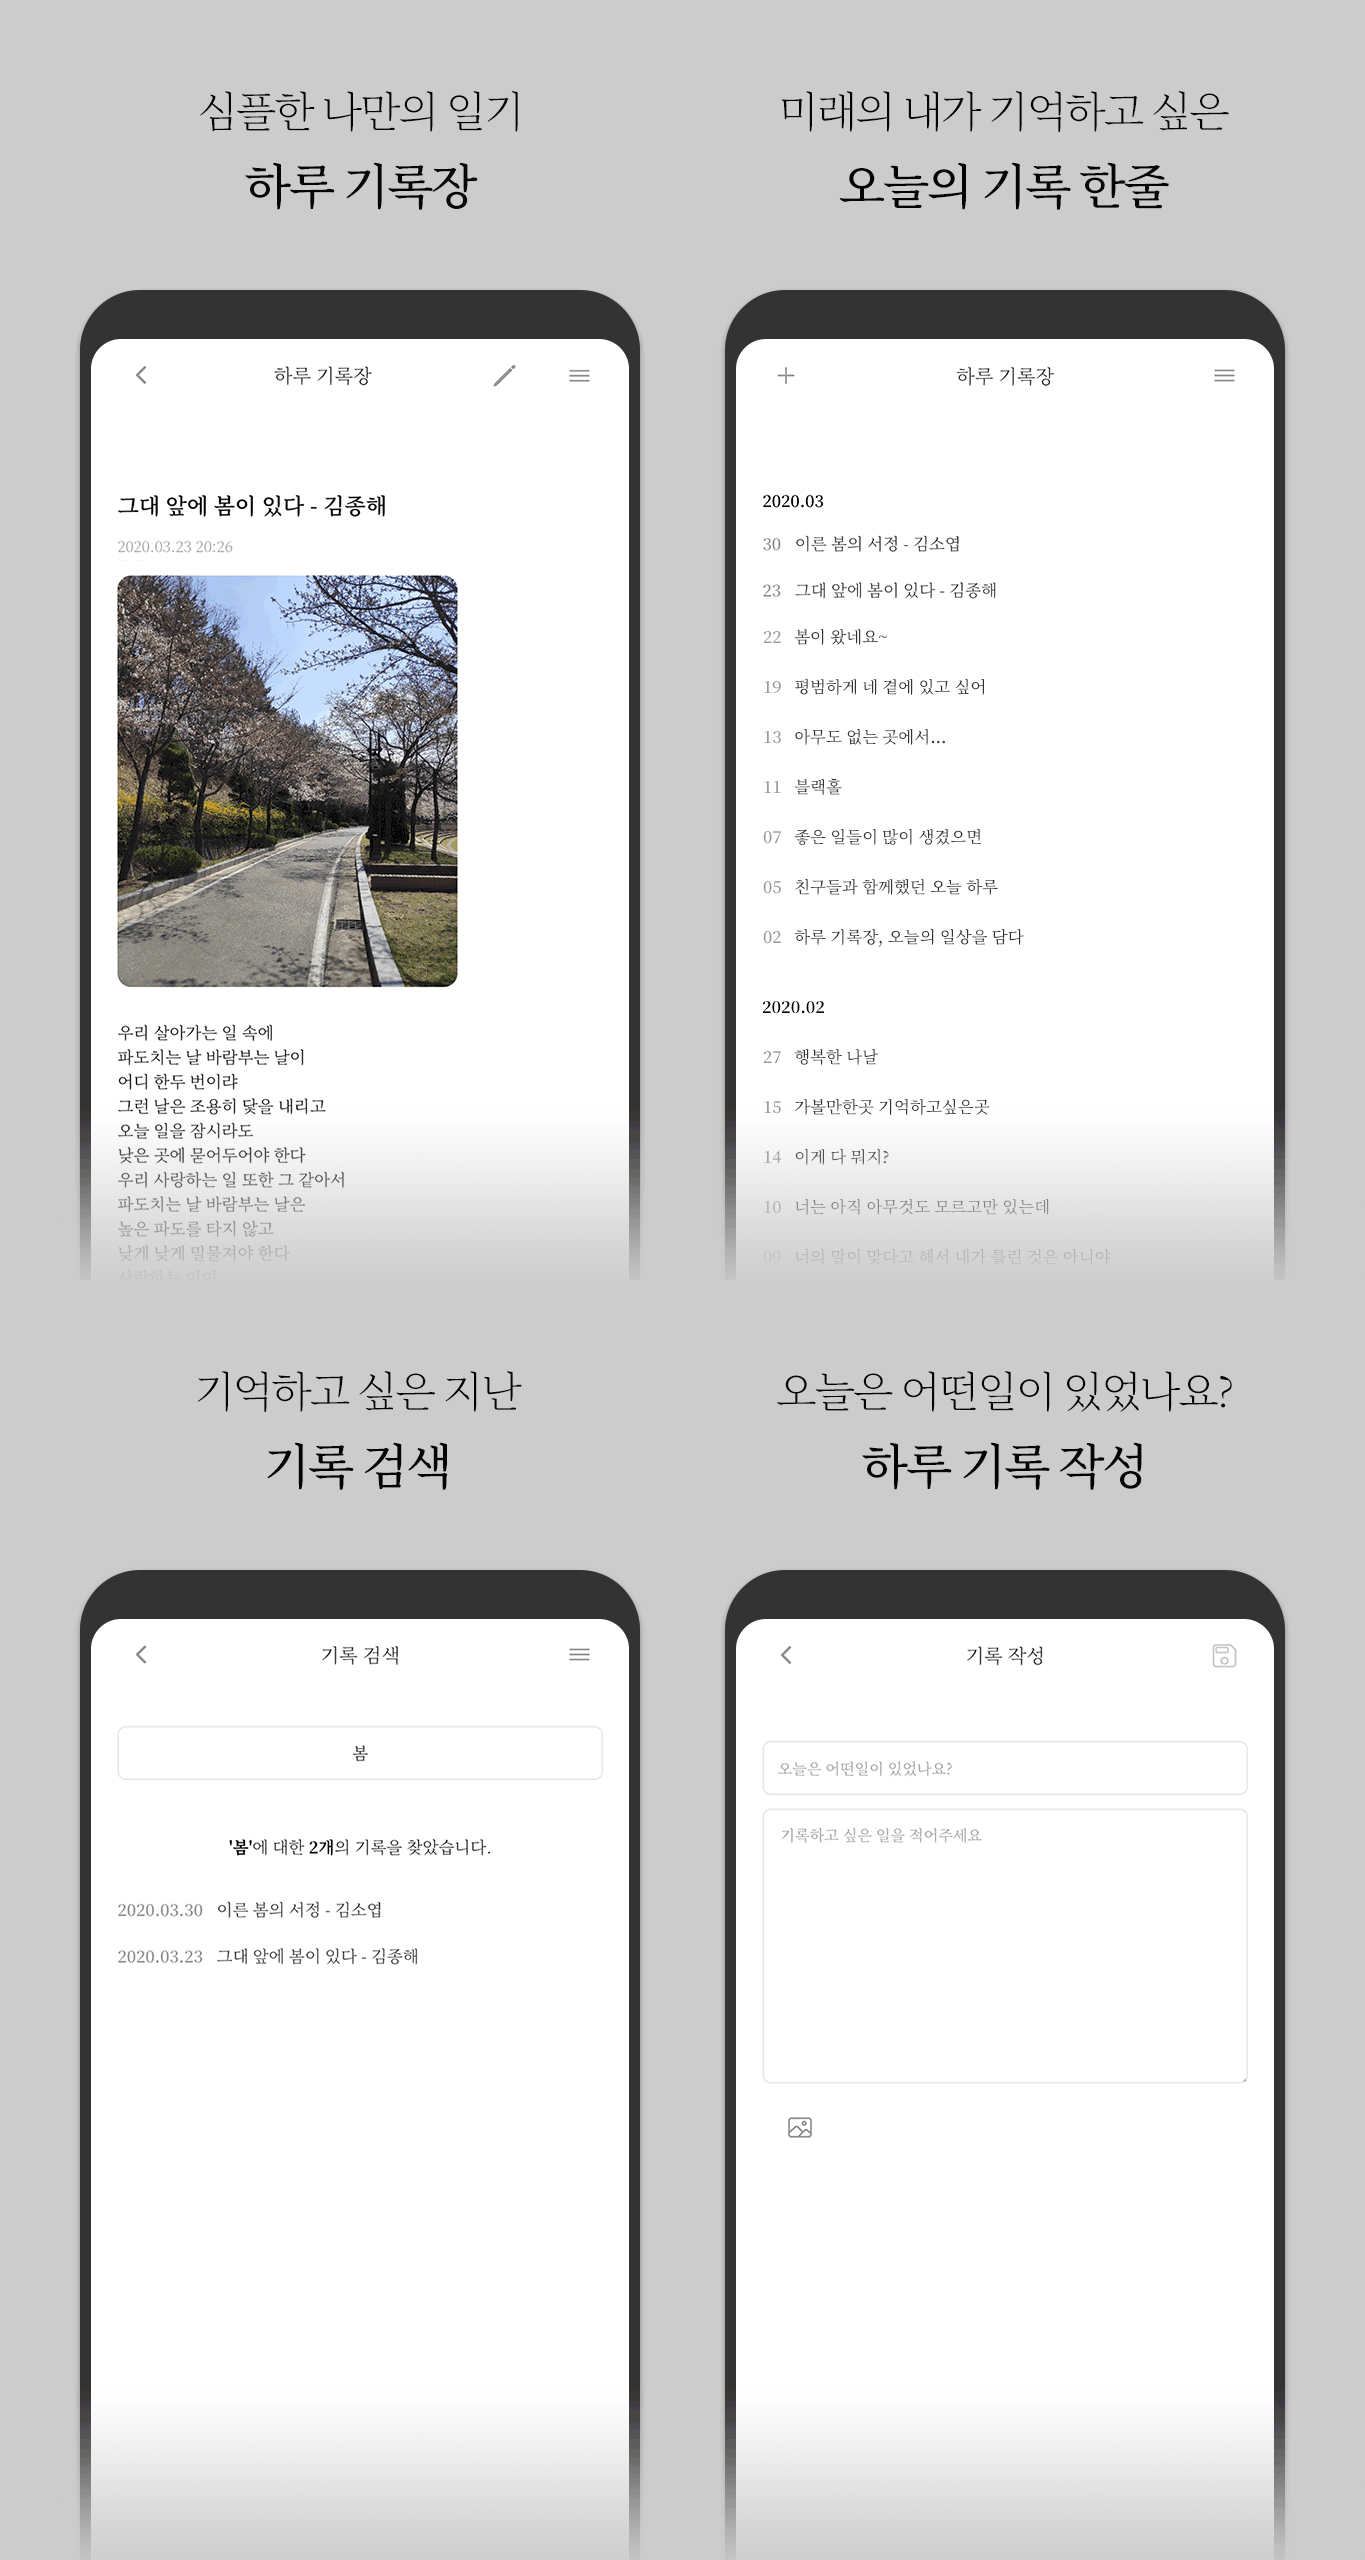 심플한 나만의 일기
하루 기록장
하루 기록장
그대 앞에 봄이 있다 - 김종해
2020.03.23 20:26
우리 살아가는 일 속에
파도치는 날 바람부는 날이
어디 한두 번이랴
그런 날은 조용히 닻을 내리고
오늘 일을 잠시라도
낮은 곳에 묻어두어야 한다
우리 사랑하는 일 또한 그 같아서
파도치는 날 바람부는 날은
높은 파도를 타지 않고
낮게 낮게 밀물져야 한다
미래의 내가 기억하고 싶은
오늘의 기록 한줄
하루 기록장
2020.03
30 이른 봄의 서정 - 김소엽
23 그대 앞에 봄이 있다 - 김종해
22 봄이 왔네요~
19 평범하게 네 곁에 있고 싶어
13 아무도 없는 곳에서...
11 블랙홀
07 좋은 일들이 많이 생겼으면
05 친구들과 함께했던 오늘 하루
02 하루 기록장, 오늘의 일상을 담다
2020.02
27 행복한 나날
15 가볼만한곳 기억하고싶은곳
14 이게 다 뭐지?
10 너는 아직 아무것도 모르고만 있는데
09 너의 말이 맞다고 해서 내가 틀린 것은 아니야
기억하고 싶은 지난
기록 검색
기록 검색
봄
'봄'에 대한 2개의 기록을 찾았습니다.
2020.03.30 이른 봄의 서정 - 김소엽
2020.03.23 그대 앞에 봄이 있다 - 김종해
오늘은 어떤일이 있었나요?
하루 기록 작성
기록 작성
오늘은 어떤일이 있었나요?
기록하고 싶은 일을 적어주세요